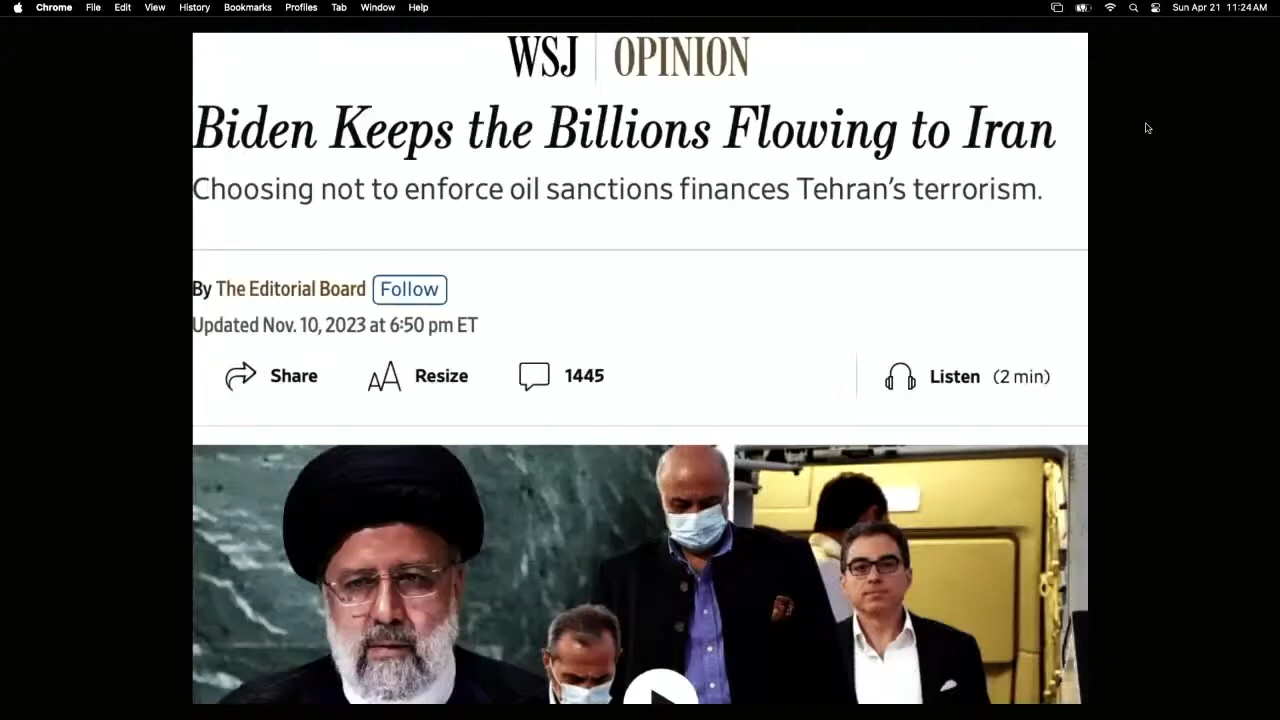 Chrome File Edit View History Bookmarks Profiles Tab Window Help Sun Apr 21 11:24 AM
WSJ OPINION
Biden Keeps the Billions Flowing to Iran
Choosing not to enforce oil sanctions finances Tehran's terrorism.
By The Editorial Board Follow
Updated Nov. 10, 2023 at 6:50 pm ET
Share AA Resize 1445 Listen (2 min)